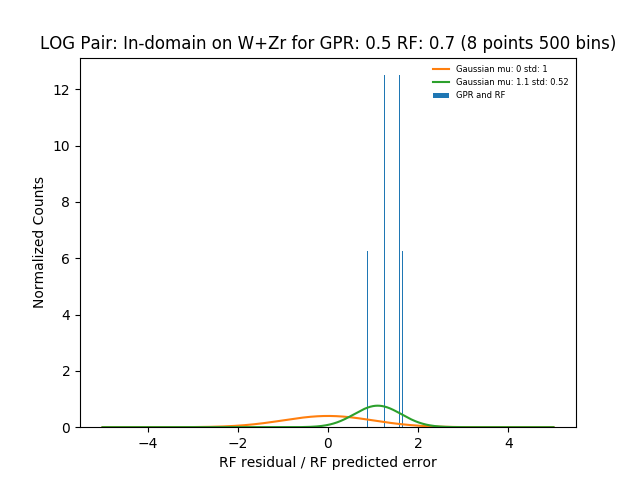 LOG Pair: In-domain on W+Zr for GPR: 0.5 RF: 0.7 (8 points 500 bins)
Gaussian mu: 0 std: 1
Gaussian mu: 1.1 std: 0.52
GPR and RF
Normalized Counts
12
10
8
6
4
2
0
−4
−2
0
2
4
RF residual / RF predicted error